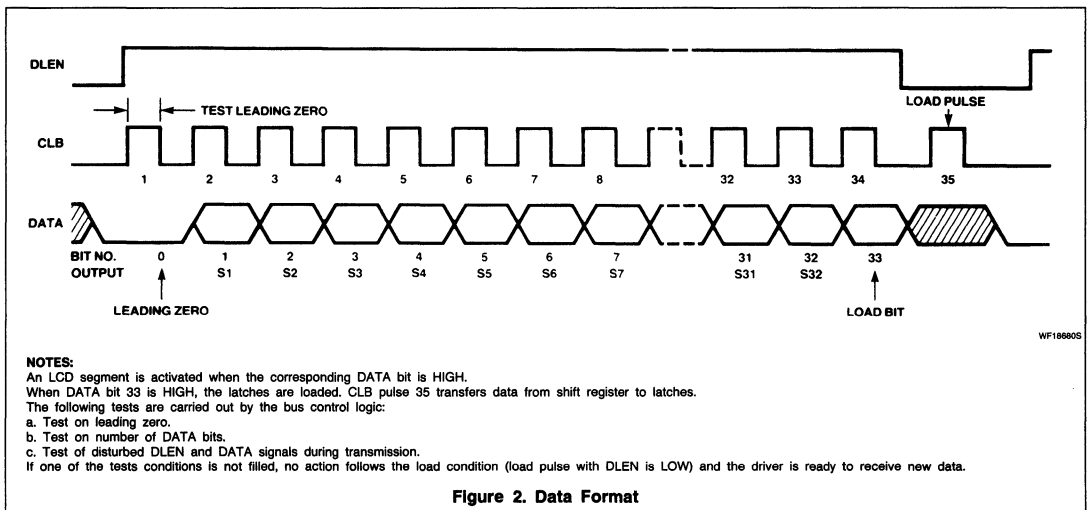 DLEN
LOAD PULSE
TEST LEADING ZERO
CLB
1 2 3 4 5 6 7 8 32 33 34 35
DATA
BIT NO. 0 1 2 3 4 5 6 7 31 32 33
OUTPUT S1 S2 S3 S4 S5 S6 S7 S31 S32
LEADING ZERO LOAD BIT
WF18680S
NOTES:
An LCD segment is activated when the corresponding DATA bit is HIGH.
When DATA bit 33 is HIGH, the latches are loaded. CLB pulse 35 transfers data from shift register to latches.
The following tests are carried out by the bus control logic:
a. Test on leading zero.
b. Test on number of DATA bits.
c. Test of disturbed DLEN and DATA signals during transmission.
If one of the tests conditions is not filled, no action follows the load condition (load pulse with DLEN is LOW) and the driver is ready to receive new data.
Figure 2. Data Format